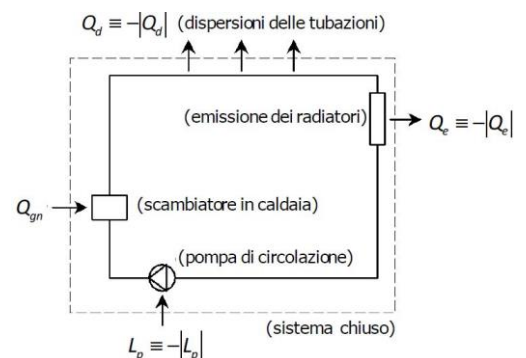 Q_d ≡ −|Q_d| (dispersioni delle tubazioni)
(emissione dei radiatori)
Q_e ≡ −|Q_e|
Q_gn
(scambiatore in caldaia)
(pompa di circolazione)
(sistema chiuso)
L_p ≡ −|L_p|